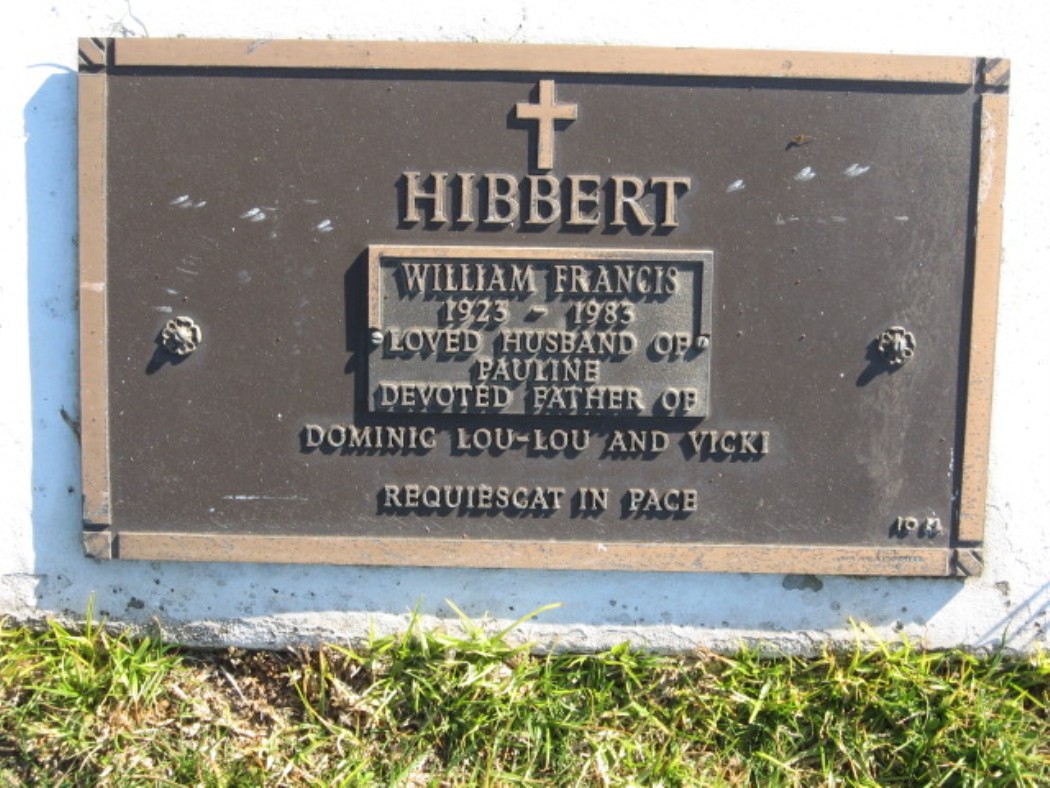 HIBBERT
WILLIAM FRANCIS
1923 - 1983
LOVED HUSBAND OF
PAULINE
DEVOTED FATHER OF
DOMINIC LOU-LOU AND VICKI
REQUIESCAT IN PACE